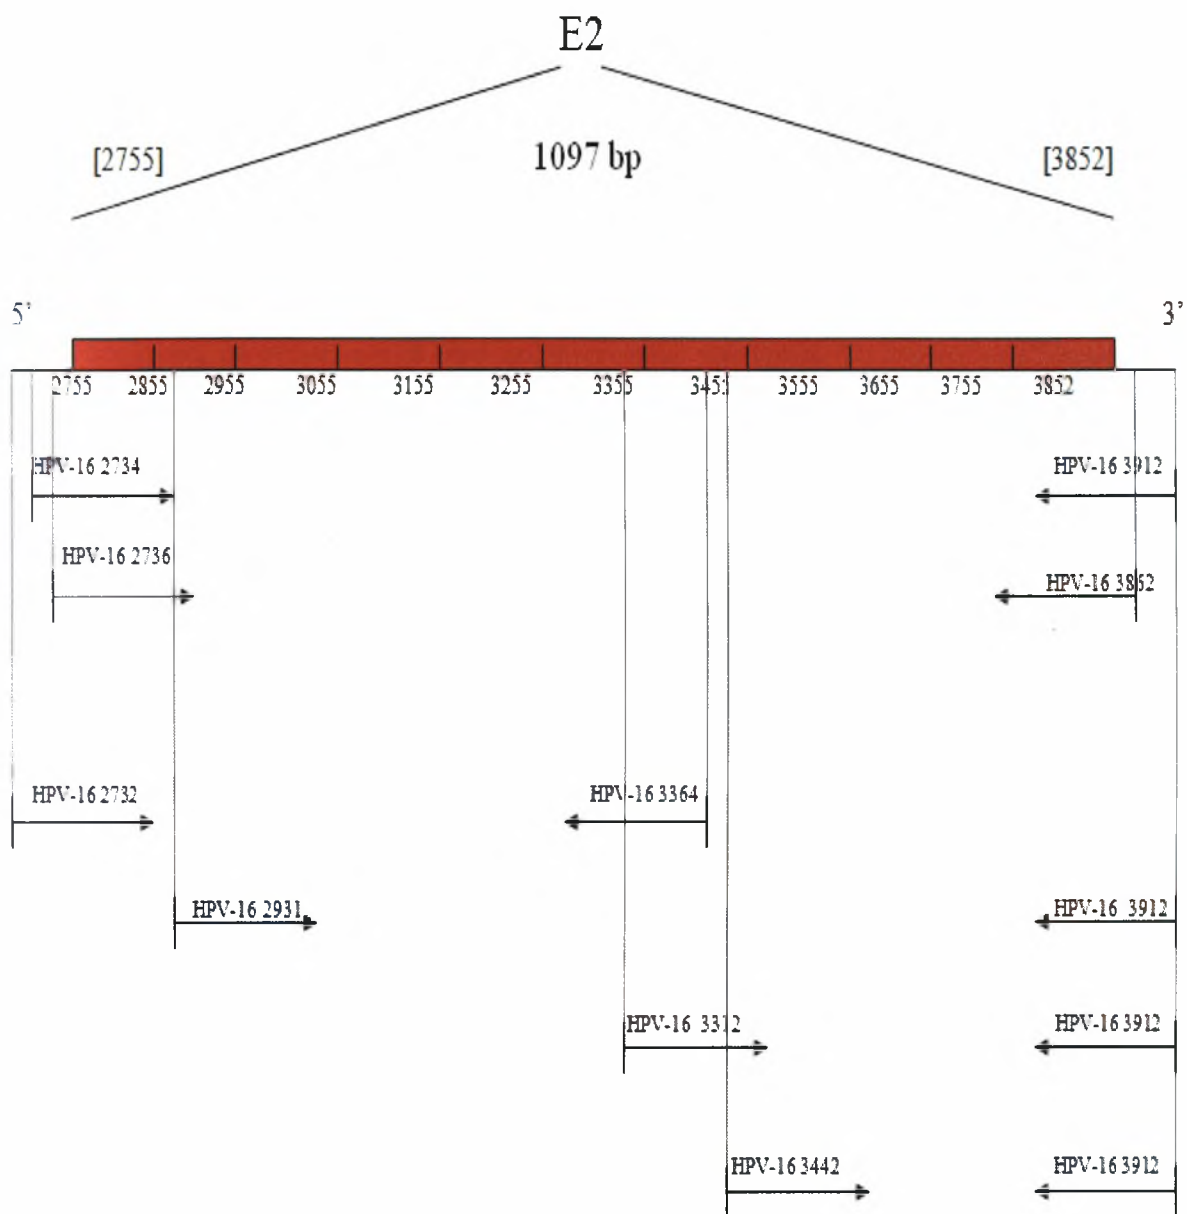 E2
[2755] 1097 bp [3852]
5' 3'
2755 2855 2955 3055 3155 3255 3355 3455 3555 3655 3755 3852
HPV-16 2734 HPV-16 3912
HPV-16 2736 HPV-16 3852
HPV-16 2732 HPV-16 3364
HPV-16 2931 HPV-16 3912
HPV-16 3312 HPV-16 3912
HPV-16 3442 HPV-16 3912